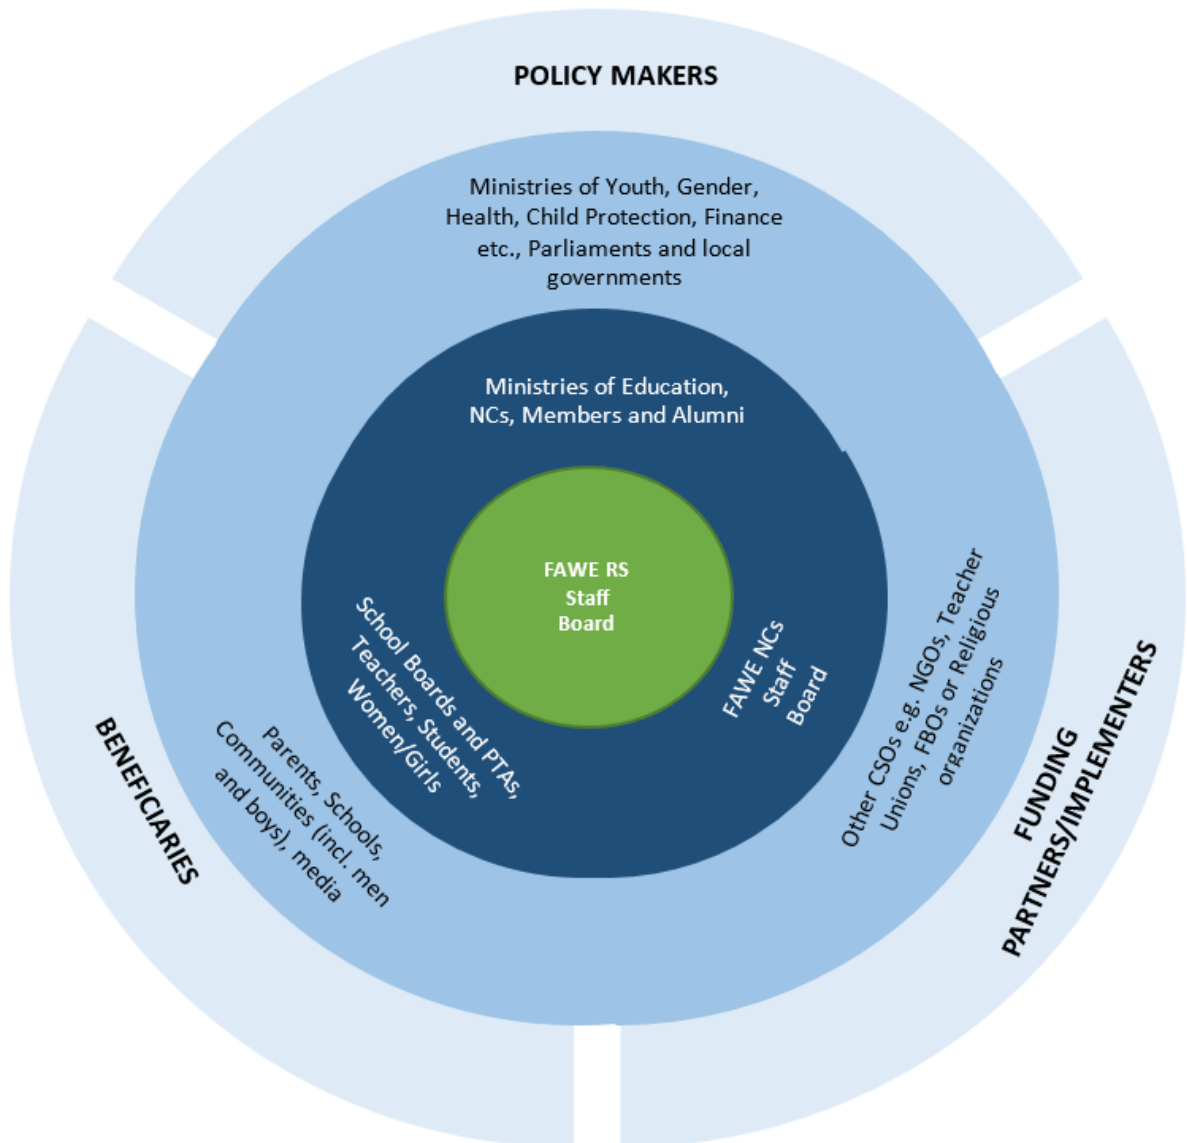 POLICY MAKERS
Ministries of Youth, Gender,
Health, Child Protection, Finance
etc., Parliaments and local
governments
Ministries of Education,
NCs, Members and Alumni
FAWE RS
Staff
Board
School Boards and PTAs,
Teachers, Students,
Women/Girls
FAWE NCs
Staff
Board
Parents, Schools,
Communities (incl. men
and boys), media
Other CSOs e.g. NGOs, Teacher
Unions, FBOs or Religious
organizations
BENEFICIARIES
FUNDING
PARTNERS/IMPLEMENTERS